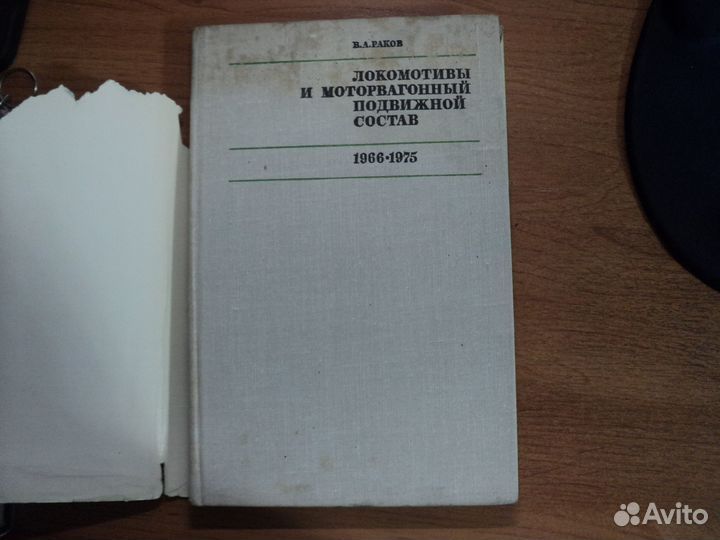 В.А.РАКОВ
ЛОКОМОТИВЫ
И МОТОРВАГОННЫЙ
ПОДВИЖНОЙ
СОСТАВ
1966•1975
Avito